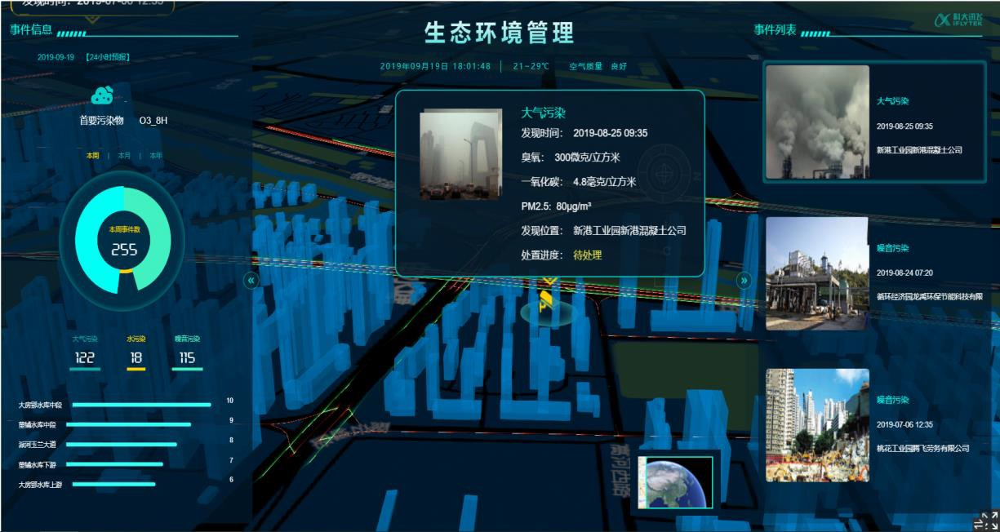 发现时间: 2019-07-06 12:35
事件信息
2019-09-19 【24小时预报】
首要污染物 O3_8H
本周 | 本月 | 本年
本周事件数
255
大气污染 水污染 噪音污染
122 18 115
大房郢水库中段 10
董铺水库中段 9
派河玉兰大道 8
董铺水库下游 7
大房郢水库上游 6
生态环境管理
2019年09月19日 18:01:48 | 21~29℃ 空气质量 良好
大气污染
发现时间: 2019-08-25 09:35
臭氧: 300微克/立方米
一氧化碳: 4.8毫克/立方米
PM2.5: 80μg/m³
发现位置: 新港工业园新港混凝土公司
处置进度: 待处理
事件列表
科大讯飞
IFLYTEK
大气污染
2019-08-25 09:35
新港工业园新港混凝土公司
噪音污染
2019-08-24 07:20
循环经济园龙禹环保节能科技有限
噪音污染
2019-07-06 12:35
桃花工业园腾飞劳务有限公司